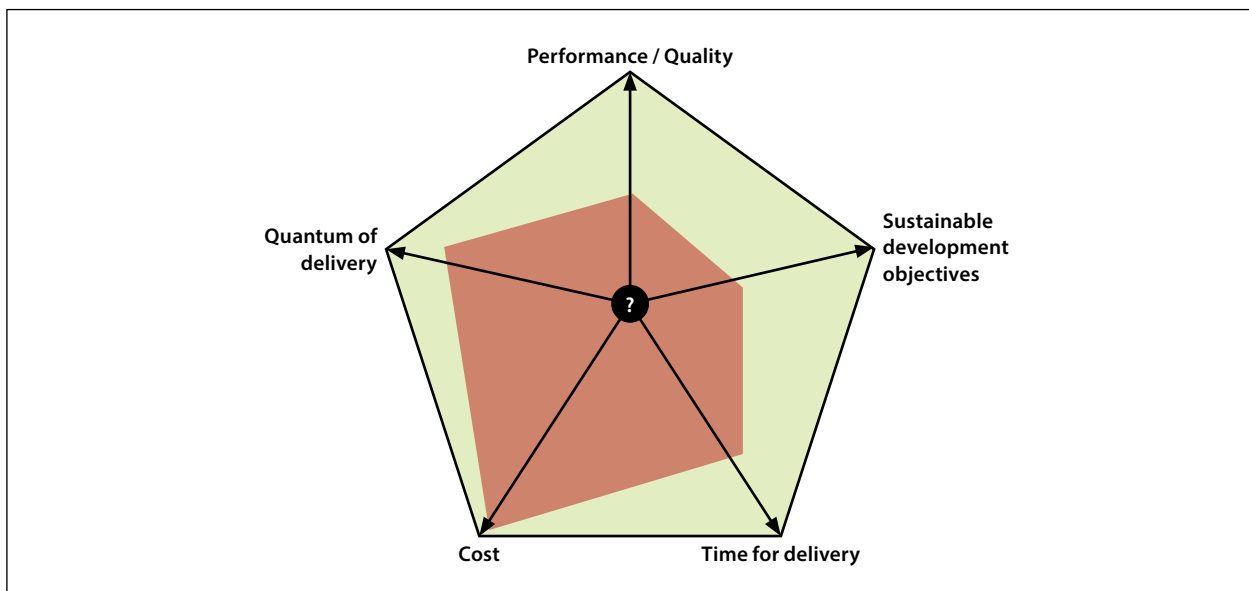 Performance / Quality
Quantum of
delivery
Sustainable
development
objectives
?
Cost
Time for delivery